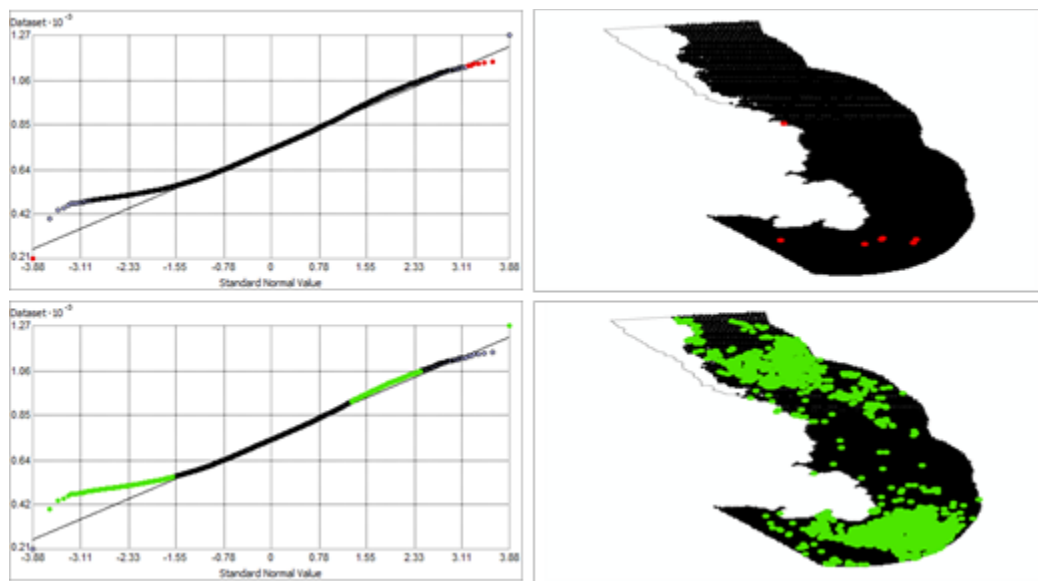 Dataset · 10⁻³
1.27
1.06
0.85
0.64
0.42
0.21
-3.88 -3.11 -2.33 -1.55 -0.78 0 0.78 1.55 2.33 3.11 3.88
Standard Normal Value
Dataset · 10⁻³
1.27
1.06
0.85
0.64
0.42
0.21
-3.88 -3.11 -2.33 -1.55 -0.78 0 0.78 1.55 2.33 3.11 3.88
Standard Normal Value